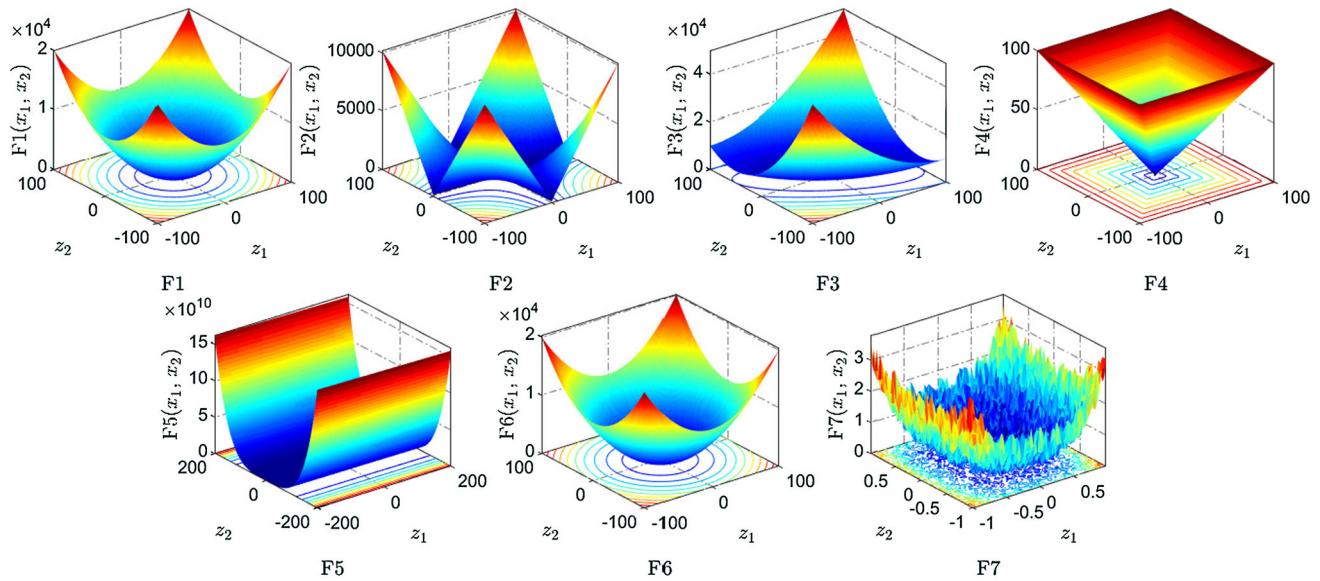 ×10⁴
2
1
0
F1(x₁, x₂)
100
0
-100
-100
0
100
z₂
z₁
F1
10000
5000
0
F2(x₁, x₂)
100
0
-100
-100
0
100
z₂
z₁
F2
×10⁴
4
2
0
F3(x₁, x₂)
100
0
-100
-100
0
100
z₂
z₁
F3
100
50
0
F4(x₁, x₂)
100
0
-100
-100
0
100
z₂
z₁
F4
×10¹⁰
15
10
5
0
F5(x₁, x₂)
200
0
-200
-200
0
200
z₂
z₁
F5
×10⁴
2
1
0
F6(x₁, x₂)
100
0
-100
-100
0
100
z₂
z₁
F6
3
2
1
0
F7(x₁, x₂)
0.5
0
-0.5
-1
-1
-0.5
0
0.5
z₂
z₁
F7